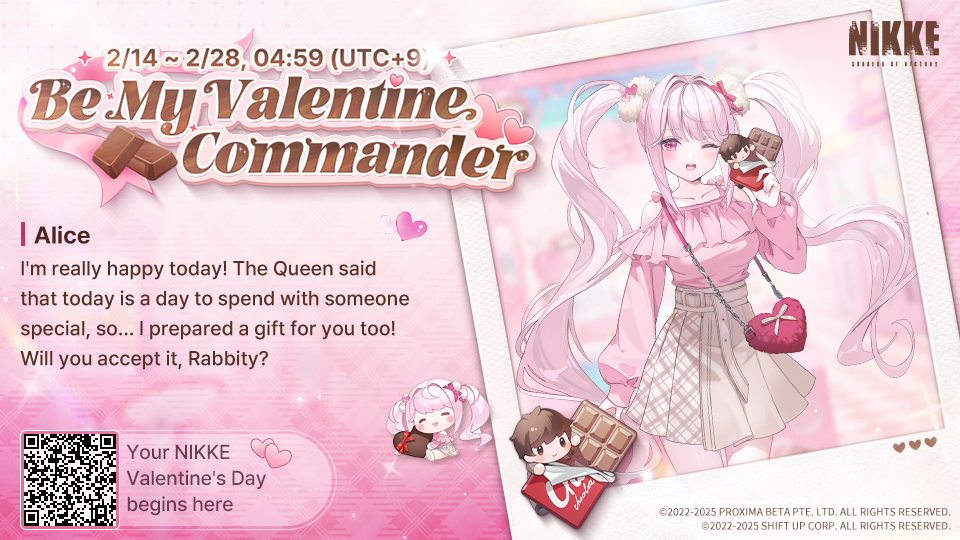 2/14 ~ 2/28, 04:59 (UTC+9)
Be My Valentine,
Commander
NIKKE
GODDESS OF VICTORY
Alice
I'm really happy today! The Queen said
that today is a day to spend with someone
special, so... I prepared a gift for you too!
Will you accept it, Rabbity?
Your NIKKE
Valentine's Day
begins here
chocolate
©2022-2025 PROXIMA BETA PTE. LTD. ALL RIGHTS RESERVED.
©2022-2025 SHIFT UP CORP. ALL RIGHTS RESERVED.